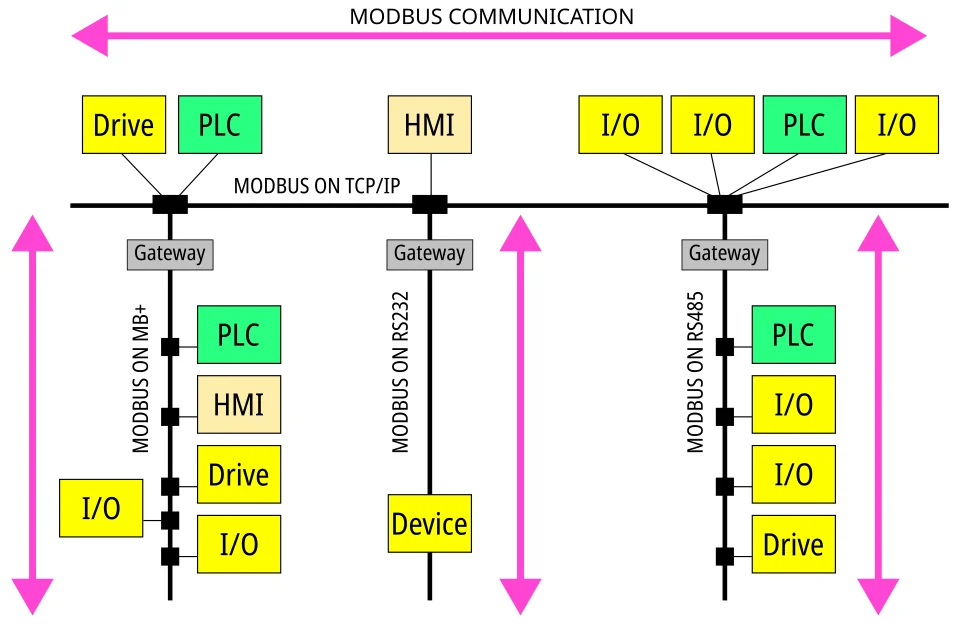 MODBUS COMMUNICATION
Drive
PLC
HMI
I/O
I/O
PLC
I/O
MODBUS ON TCP/IP
Gateway
Gateway
Gateway
MODBUS ON MB+
PLC
HMI
Drive
I/O
I/O
MODBUS ON RS232
Device
MODBUS ON RS485
PLC
I/O
I/O
Drive